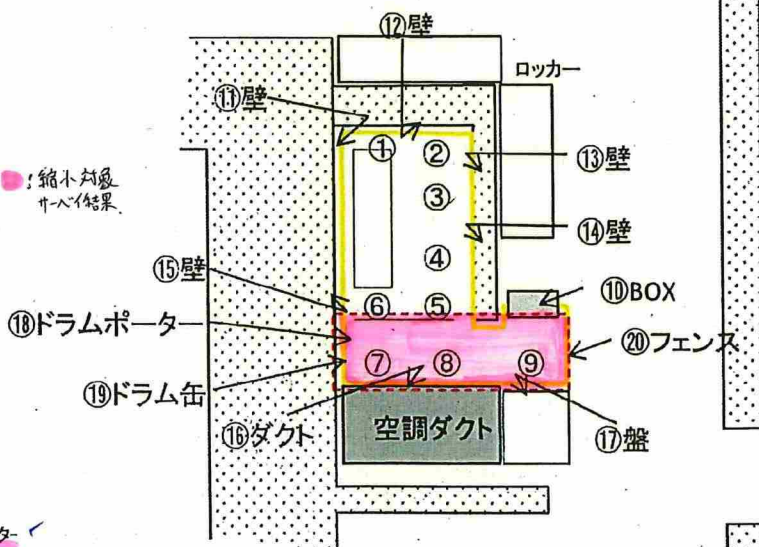 ⑫壁
ロッカー
⑪壁
① ② ⑬壁
:縮小対象
サーベイ結果
③
⑭壁
④
⑮壁
⑥ ⑤ ⑩BOX
⑱ドラムポーター
⑳フェンス
⑦ ⑧ ⑨
⑲ドラム缶
⑯ダクト 空調ダクト ⑰盤
ター